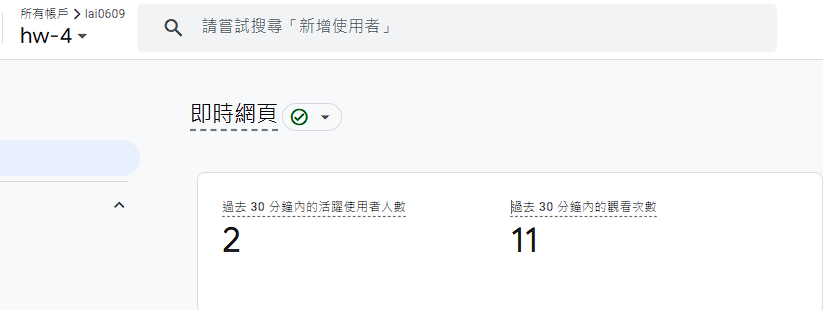 所有帳戶 > lai0609
hw-4
請嘗試搜尋「新增使用者」
即時網頁
過去 30 分鐘內的活躍使用者人數
過去 30 分鐘內的觀看次數
2
11